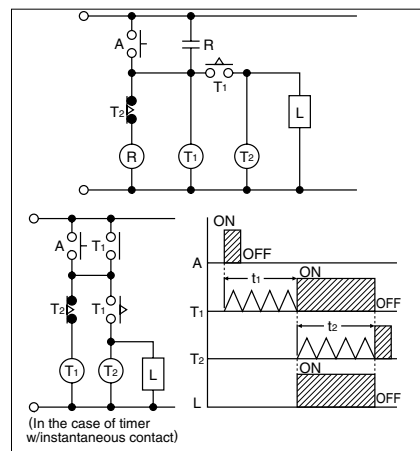 A
R
T₁
T₂
L
R
T₁
T₂
A
T₁
T₂
T₁
T₁
T₂
L
(In the case of timer
w/instantaneous contact)
ON
OFF
A
t₁
ON
OFF
T₁
t₂
OFF
T₂
ON
OFF
L